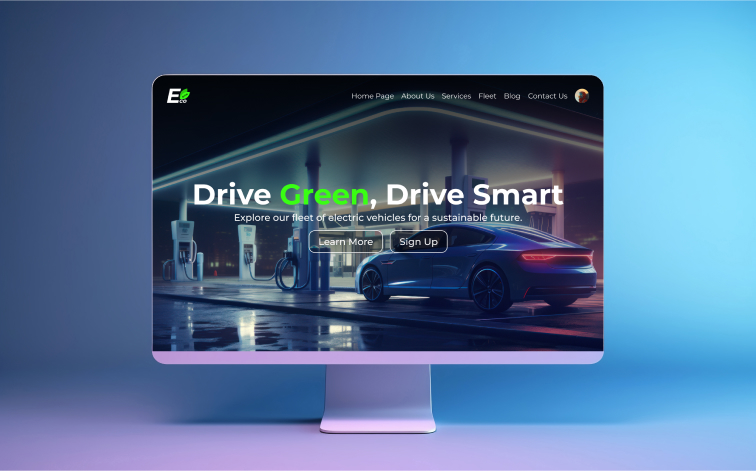 Eco
Home Page About Us Services Fleet Blog Contact Us
Drive Green, Drive Smart
Explore our fleet of electric vehicles for a sustainable future.
Learn More Sign Up